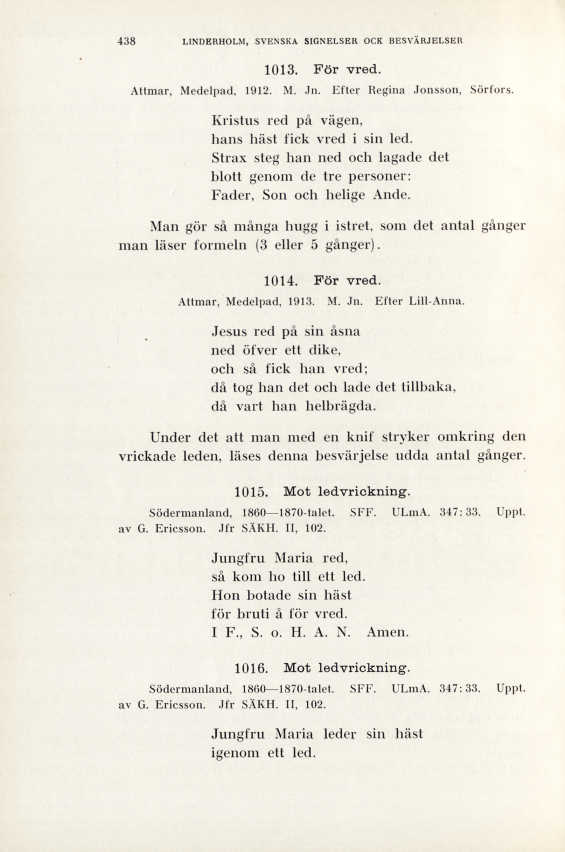 438 LINDERHOLM, SVENSKA SIGNELSER OCK BESVÄRJELSER
1013. För vred.
Attmar, Medelpad, 1912. M. Jn. Efter Regina Jonsson, Sörfors.
Kristus red på vägen,
hans häst fick vred i sin led.
Strax steg han ned och lagade det
blott genom de tre personer:
Fader, Son och helige Ande.
Man gör så många hugg i istret, som det antal gånger
man läser formeln (3 eller 5 gånger).
1014. För vred.
Attmar, Medelpad, 1913. M. Jn. Efter Lill-Anna.
Jesus red på sin åsna
ned öfver ett dike,
och så fick han vred;
då tog han det och lade det tillbaka,
då vart han helbrägda.
Under det att man med en knif stryker omkring den
vrickade leden, läses denna besvärjelse udda antal gånger.
1015. Mot ledvrickning.
Södermanland, 1860—1870-talet. SFF. ULmA. 347: 33. Uppt.
av G. Ericsson. Jfr SÄKH. II, 102.
Jungfru Maria red,
så kom ho till ett led.
Hon botade sin häst
för bruti å för vred.
I F., S. o. H. A. N. Amen.
1016. Mot ledvrickning.
Södermanland, 1860—1870-talet. SFF. ULmA. 347: 33. Uppt.
av G. Ericsson. Jfr SÄKH. II, 102.
Jungfru Maria leder sin häst
igenom ett led.